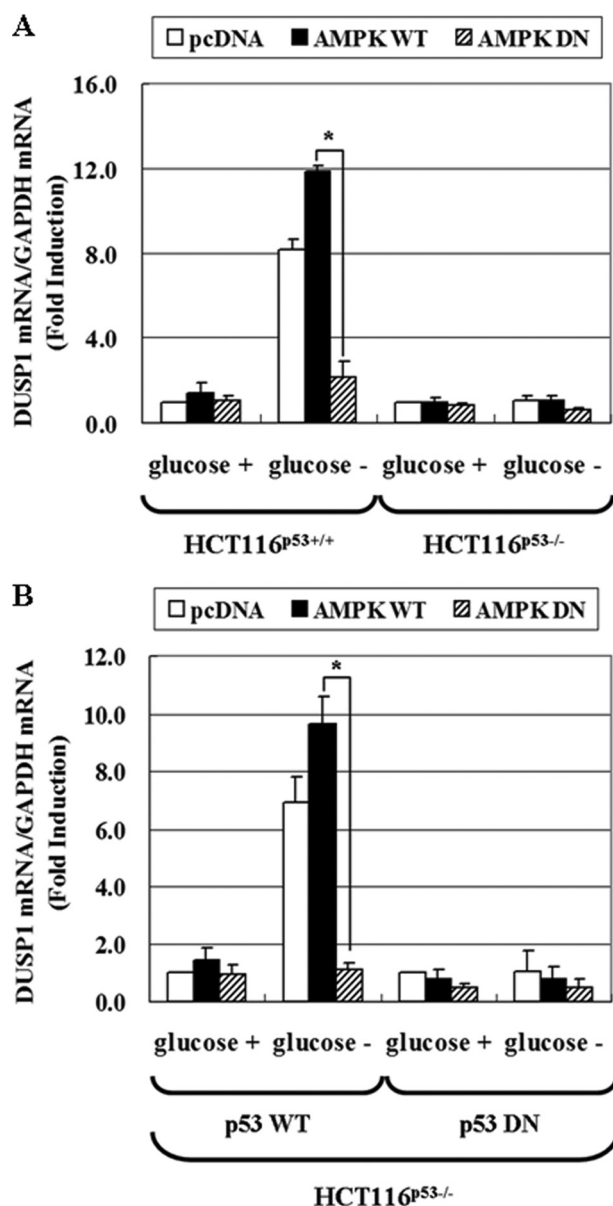 A
pcDNA AMPK WT AMPK DN
DUSP1 mRNA/GAPDH mRNA
(Fold Induction)
16.0
12.0
8.0
4.0
0.0
*
glucose + glucose - glucose + glucose -
HCT116p53+/+ HCT116p53-/-
B
pcDNA AMPK WT AMPK DN
DUSP1 mRNA/GAPDH mRNA
(Fold Induction)
12.0
10.0
8.0
6.0
4.0
2.0
0.0
*
glucose + glucose - glucose + glucose -
p53 WT p53 DN
HCT116p53-/-